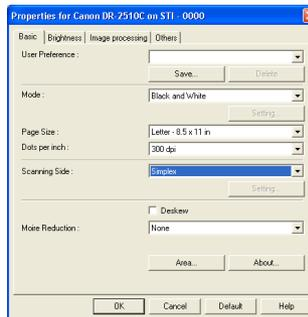 Properties for Canon DR-2510C on STI - 0000
Basic Brightness Image processing Others
User Preference :
Save... Delete
Mode : Black and White
Setting...
Page Size : Letter - 8.5 x 11 in
Dots per inch : 300 dpi
Scanning Side : Simplex
Setting...
Deskew
Moire Reduction : None
Area... About...
OK Cancel Default Help